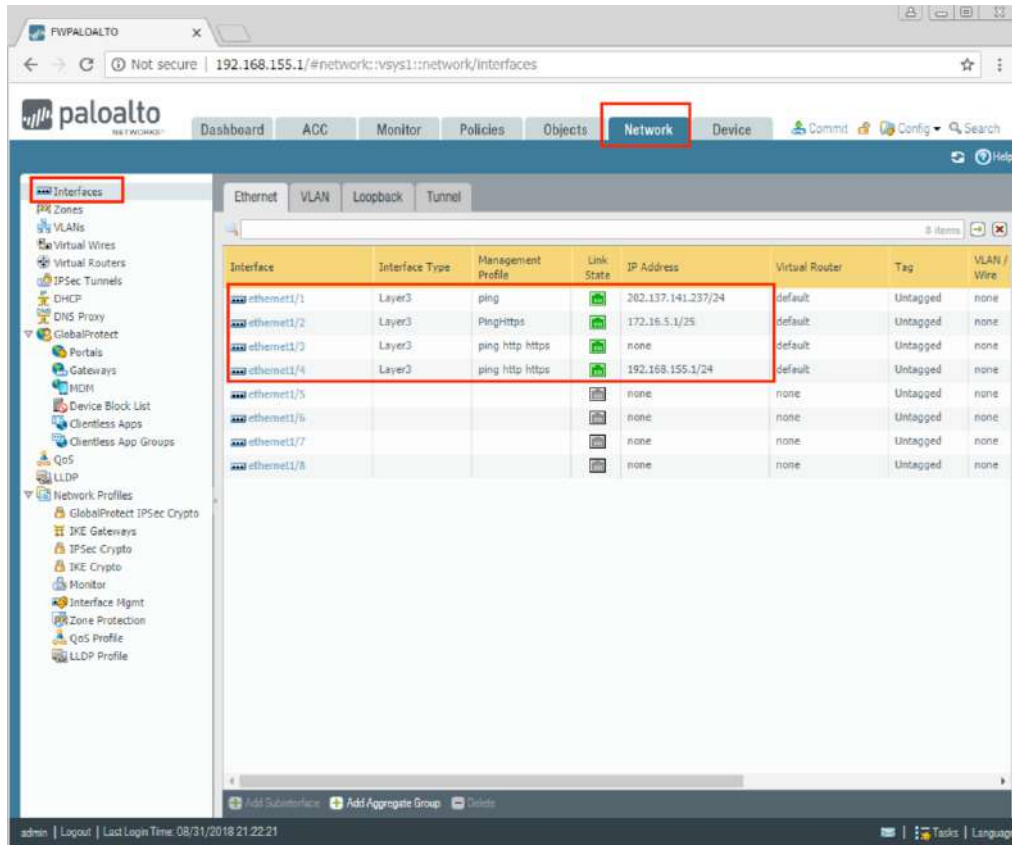 FWPALOALTO
Not secure | 192.168.155.1/#network::vsys1::network/interfaces
paloalto
NETWORKS
Dashboard ACC Monitor Policies Objects Network Device Commit Config Search
Help
Interfaces
Zones
VLANs
Virtual Wires
Virtual Routers
IPSec Tunnels
DHCP
DNS Proxy
GlobalProtect
Portals
Gateways
MDM
Device Block List
Clientless Apps
Clientless App Groups
QoS
LLDP
Network Profiles
GlobalProtect IPSec Crypto
IKE Gateways
IPSec Crypto
IKE Crypto
Monitor
Interface Mgmt
Zone Protection
QoS Profile
LLDP Profile
Ethernet VLAN Loopback Tunnel
8 items
Interface Interface Type Management Profile Link State IP Address Virtual Router Tag VLAN / Wire
ethernet1/1 Layer3 ping 202.137.141.237/24 default Untagged none
ethernet1/2 Layer3 PingHttps 172.16.5.1/25 default Untagged none
ethernet1/3 Layer3 ping http https none default Untagged none
ethernet1/4 Layer3 ping http https 192.168.155.1/24 default Untagged none
ethernet1/5 none none Untagged none
ethernet1/6 none none Untagged none
ethernet1/7 none none Untagged none
ethernet1/8 none none Untagged none
Add Subinterface Add Aggregate Group Delete
admin | Logout | Last Login Time: 08/31/2018 21:22:21 | Tasks | Languag